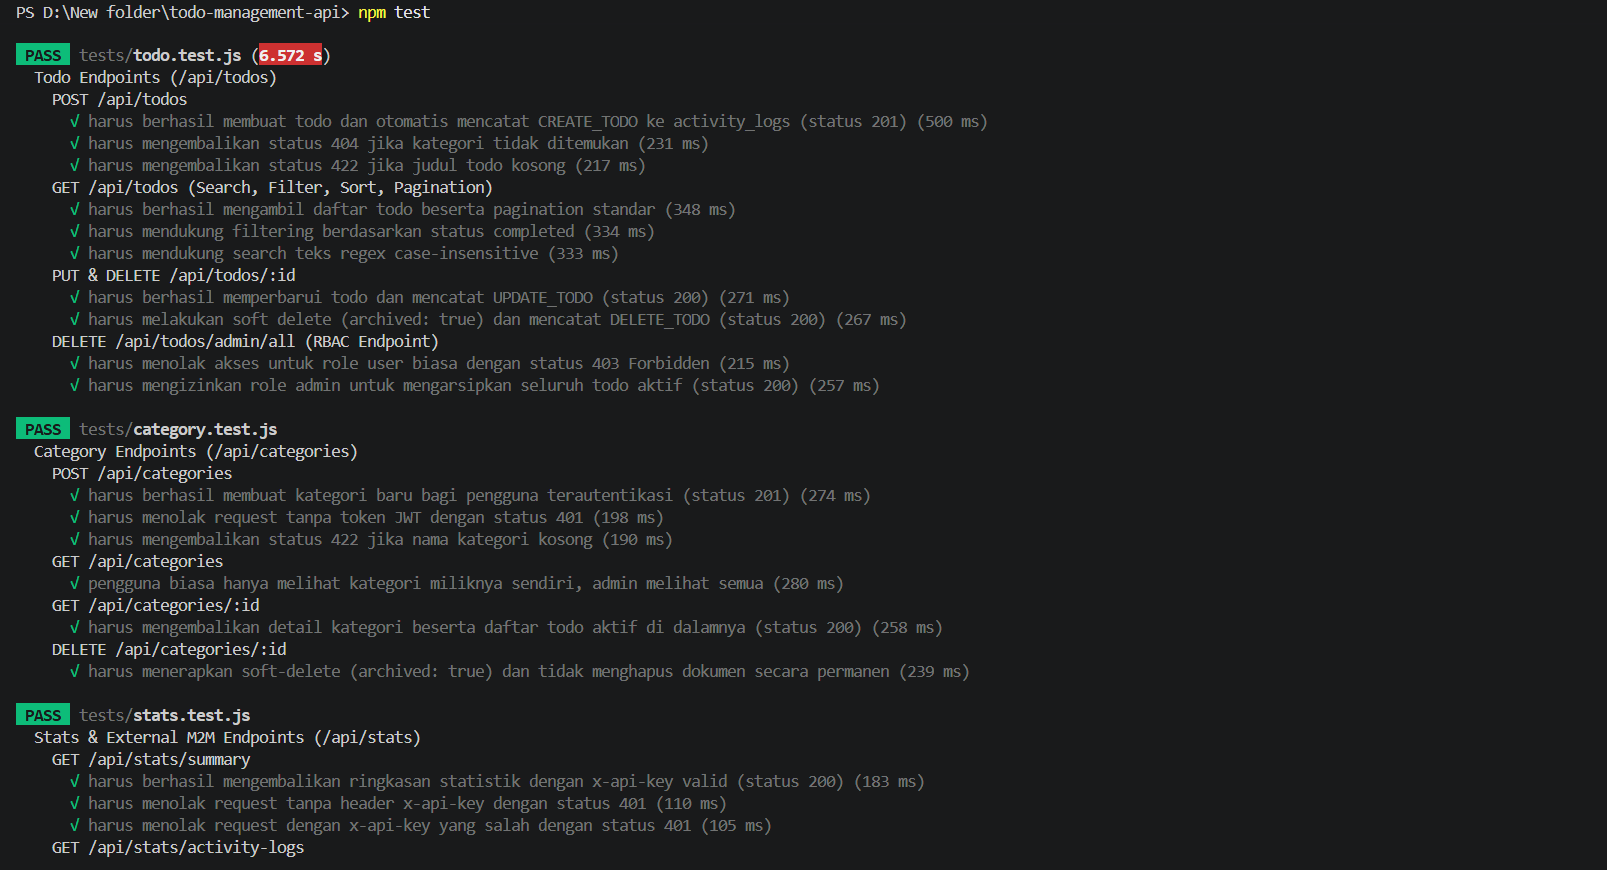 PS D:\New folder\todo-management-api> npm test
PASS tests/todo.test.js (6.572 s)
Todo Endpoints (/api/todos)
POST /api/todos
√ harus berhasil membuat todo dan otomatis mencatat CREATE_TODO ke activity_logs (status 201) (500 ms)
√ harus mengembalikan status 404 jika kategori tidak ditemukan (231 ms)
√ harus mengembalikan status 422 jika judul todo kosong (217 ms)
GET /api/todos (Search, Filter, Sort, Pagination)
√ harus berhasil mengambil daftar todo beserta pagination standar (348 ms)
√ harus mendukung filtering berdasarkan status completed (334 ms)
√ harus mendukung search teks regex case-insensitive (333 ms)
PUT & DELETE /api/todos/:id
√ harus berhasil memperbarui todo dan mencatat UPDATE_TODO (status 200) (271 ms)
√ harus melakukan soft delete (archived: true) dan mencatat DELETE_TODO (status 200) (267 ms)
DELETE /api/todos/admin/all (RBAC Endpoint)
√ harus menolak akses untuk role user biasa dengan status 403 Forbidden (215 ms)
√ harus mengizinkan role admin untuk mengarsipkan seluruh todo aktif (status 200) (257 ms)
PASS tests/category.test.js
Category Endpoints (/api/categories)
POST /api/categories
√ harus berhasil membuat kategori baru bagi pengguna terautentikasi (status 201) (274 ms)
√ harus menolak request tanpa token JWT dengan status 401 (198 ms)
√ harus mengembalikan status 422 jika nama kategori kosong (190 ms)
GET /api/categories
√ pengguna biasa hanya melihat kategori miliknya sendiri, admin melihat semua (280 ms)
GET /api/categories/:id
√ harus mengembalikan detail kategori beserta daftar todo aktif di dalamnya (status 200) (258 ms)
DELETE /api/categories/:id
√ harus menerapkan soft-delete (archived: true) dan tidak menghapus dokumen secara permanen (239 ms)
PASS tests/stats.test.js
Stats & External M2M Endpoints (/api/stats)
GET /api/stats/summary
√ harus berhasil mengembalikan ringkasan statistik dengan x-api-key valid (status 200) (183 ms)
√ harus menolak request tanpa header x-api-key dengan status 401 (110 ms)
√ harus menolak request dengan x-api-key yang salah dengan status 401 (105 ms)
GET /api/stats/activity-logs